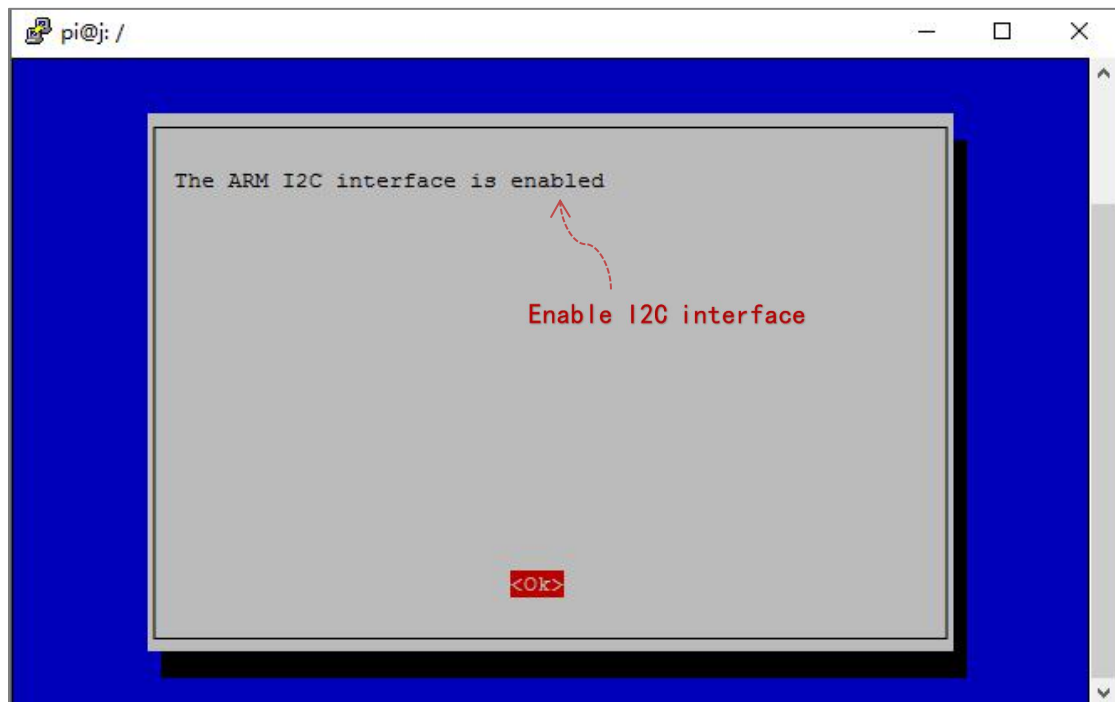 pi@j: /
The ARM I2C interface is enabled
Enable I2C interface
<Ok>